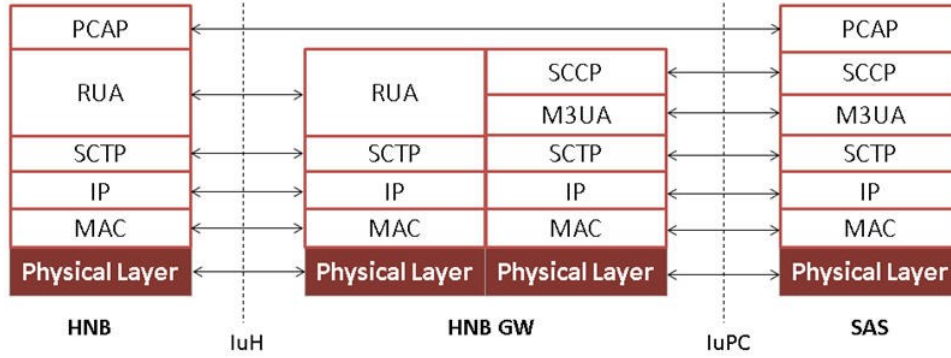 PCAP PCAP
RUA RUA SCCP SCCP
M3UA M3UA
SCTP SCTP SCTP SCTP
IP IP IP IP
MAC MAC MAC MAC
Physical Layer Physical Layer Physical Layer Physical Layer
HNB HNB GW SAS
IuH IuPC